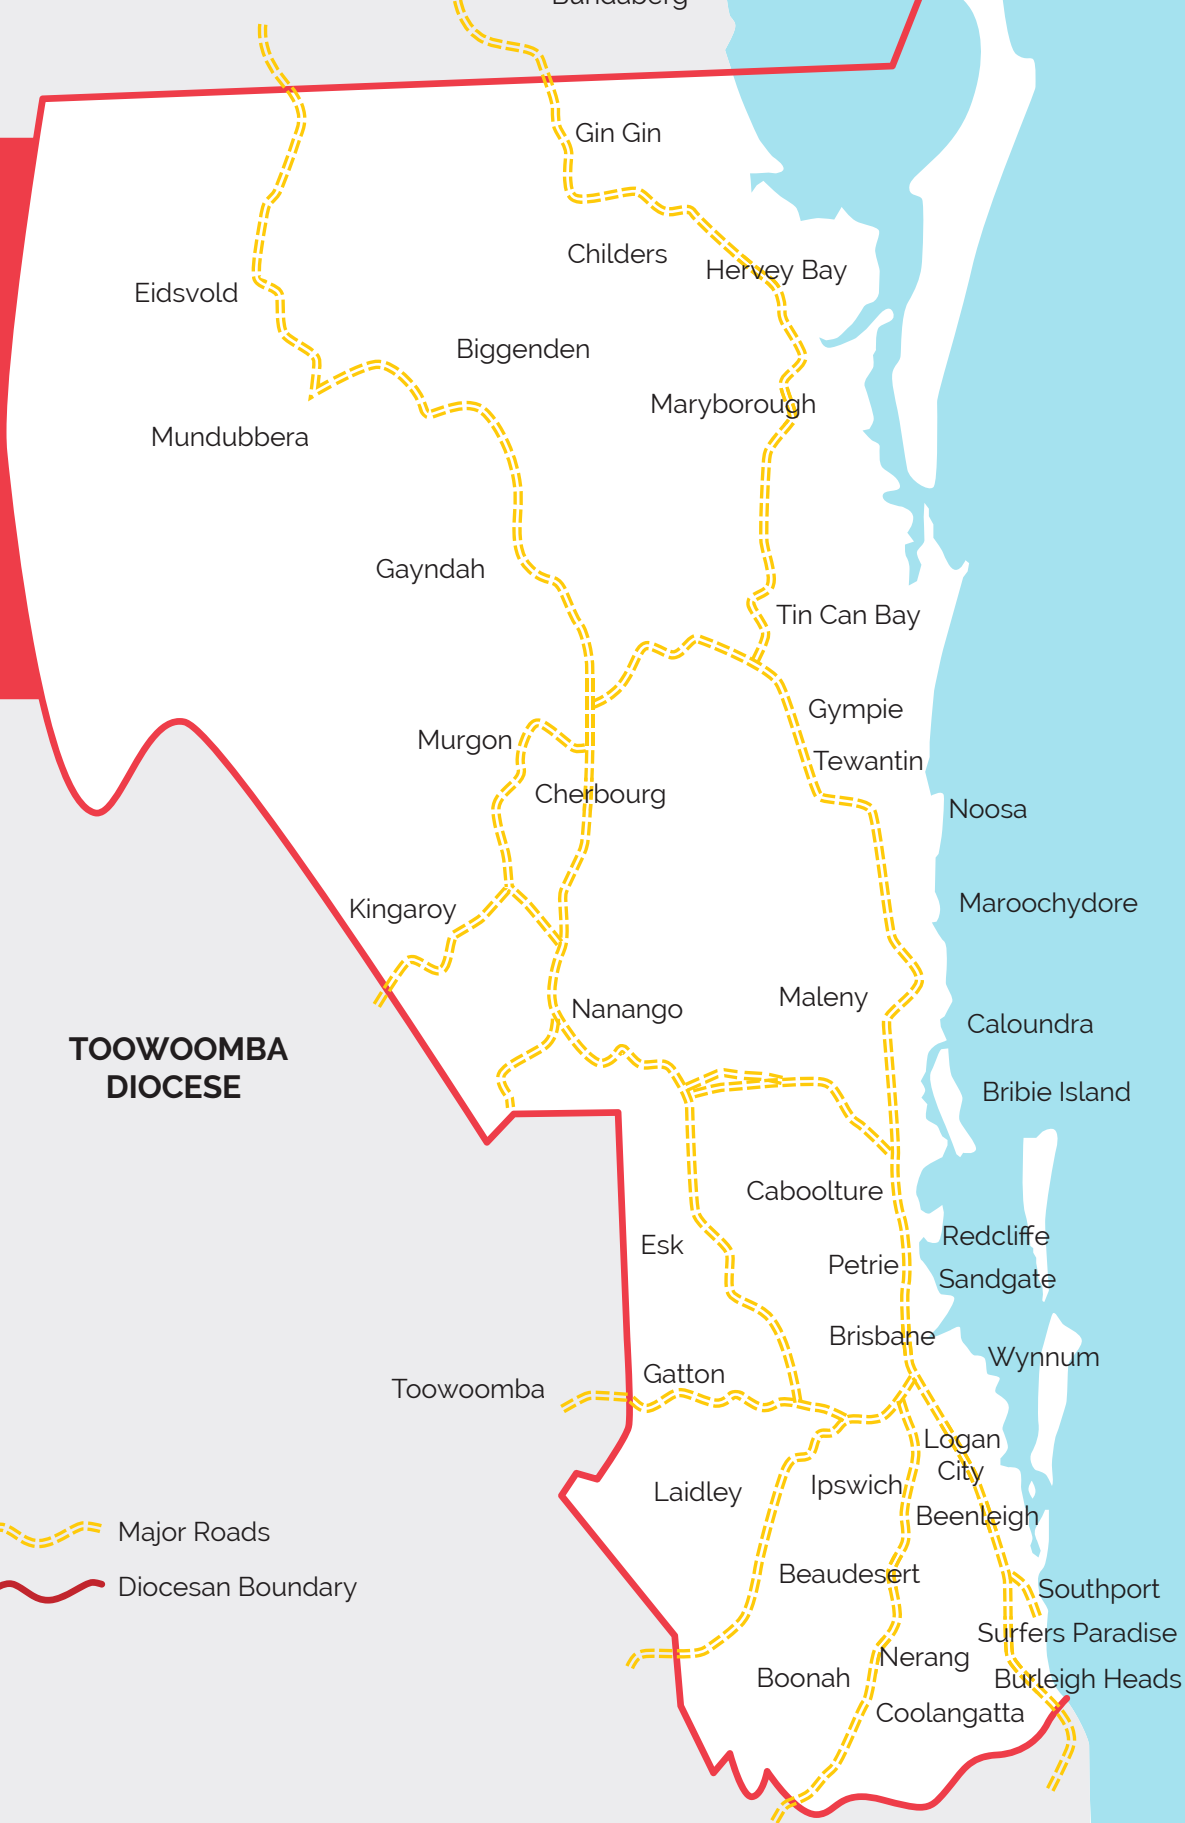 Bundaberg
Gin Gin
Childers
Hervey Bay
Eidsvold
Biggenden
Maryborough
Mundubbera
Gayndah
Tin Can Bay
Gympie
Murgon
Tewantin
Cherbourg
Noosa
Maroochydore
Kingaroy
Maleny
Nanango
Caloundra
TOOWOOMBA
DIOCESE
Bribie Island
Caboolture
Redcliffe
Esk
Petrie
Sandgate
Brisbane
Wynnum
Gatton
Toowoomba
Logan
City
Ipswich
Laidley
Beenleigh
Major Roads
Beaudesert
Diocesan Boundary
Southport
Surfers Paradise
Nerang
Boonah
Burleigh Heads
Coolangatta